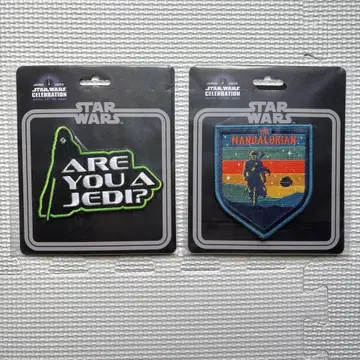 STAR WARS
CELEBRATION
STAR
WARS
ARE
YOU A
JEDI?
STAR WARS
CELEBRATION
STAR
WARS
THE
MANDALORIAN